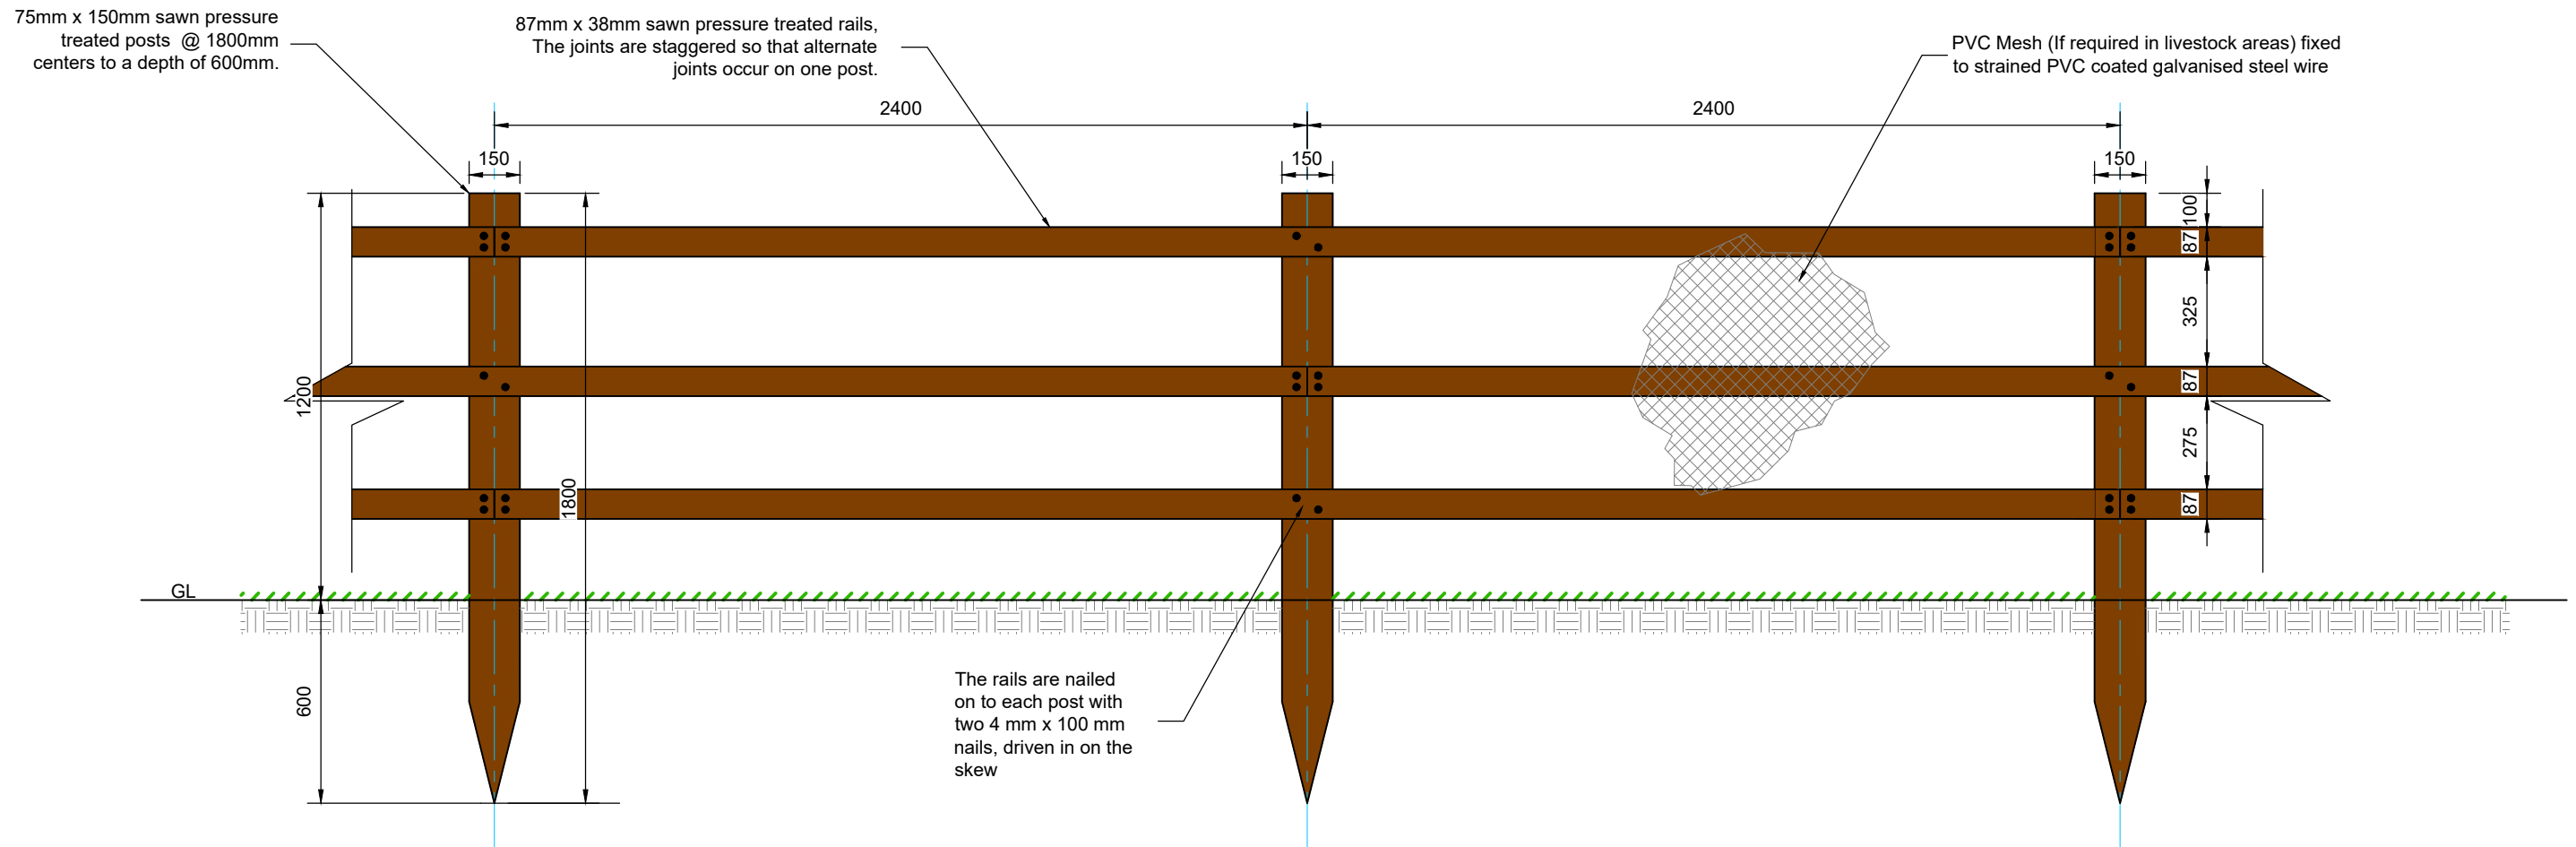 75mm x 150mm sawn pressure
treated posts @ 1800mm
centers to a depth of 600mm.
87mm x 38mm sawn pressure treated rails,
The joints are staggered so that alternate
joints occur on one post.
PVC Mesh (If required in livestock areas) fixed
to strained PVC coated galvanised steel wire
2400
2400
150
150
150
100
87
325
87
275
87
1200
1800
GL
600
The rails are nailed
on to each post with
two 4 mm x 100 mm
nails, driven in on the
skew